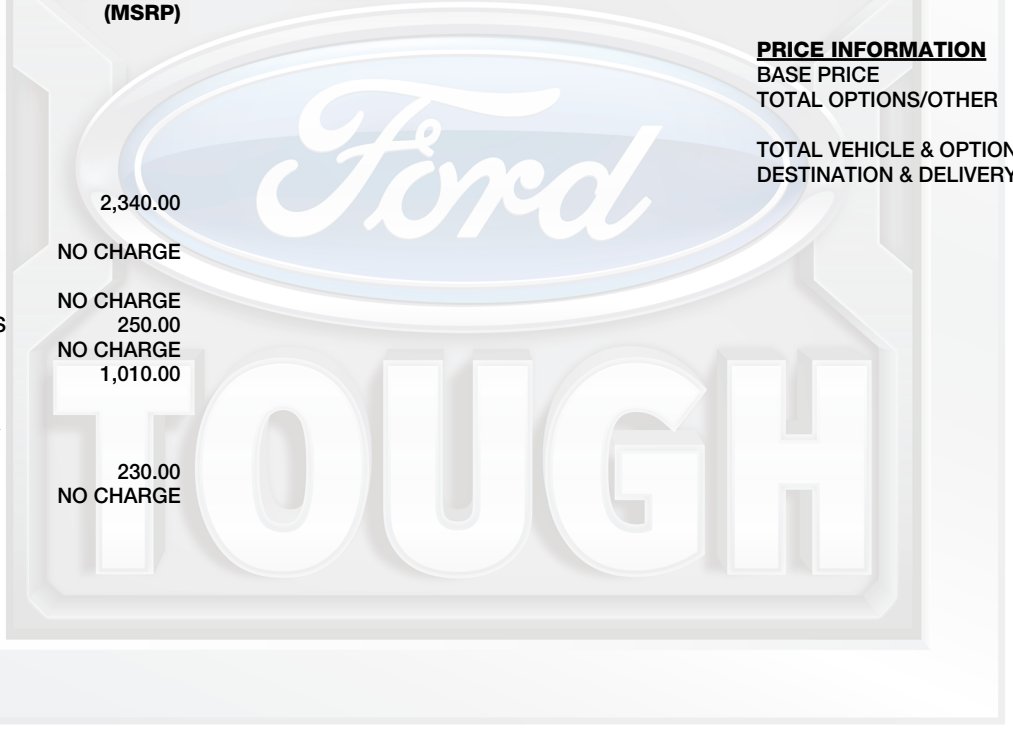 (MSRP)
2,340.00
NO CHARGE
NO CHARGE
S 250.00
NO CHARGE
1,010.00
230.00
NO CHARGE
PRICE INFORMATION
BASE PRICE
TOTAL OPTIONS/OTHER
TOTAL VEHICLE & OPTION
DESTINATION & DELIVERY
Ford
TOUGH